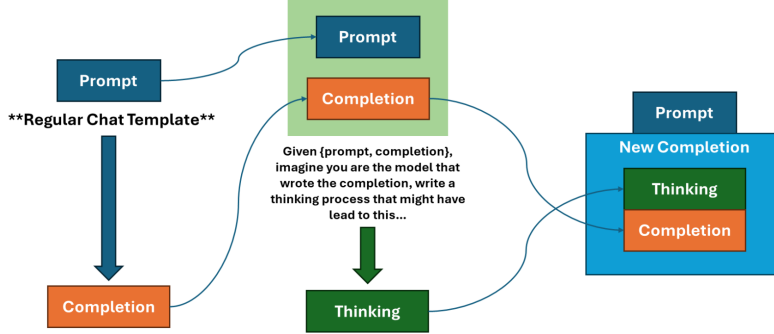 Prompt
**Regular Chat Template**
Completion
Prompt
Completion
Given {prompt, completion},
imagine you are the model that
wrote the completion, write a
thinking process that might have
lead to this...
Thinking
Prompt
New Completion
Thinking
Completion